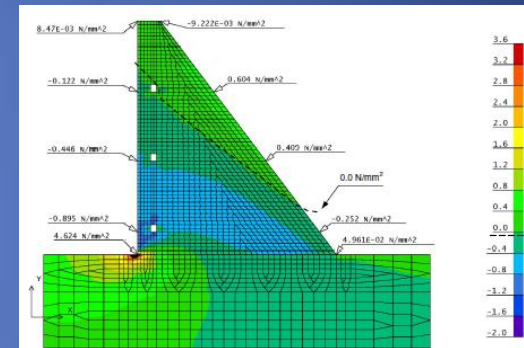 8.47E-03 N/mm^2
-9.222E-03 N/mm^2
-0.122 N/mm^2
0.604 N/mm^2
-0.446 N/mm^2
0.409 N/mm^2
0.0 N/mm²
-0.895 N/mm^2
-0.252 N/mm^2
4.624 N/mm^2
4.961E-02 N/mm^2
Y
X
3.6
3.2
2.8
2.4
2.0
1.6
1.2
0.8
0.4
0.0
-0.4
-0.8
-1.2
-1.6
-2.0